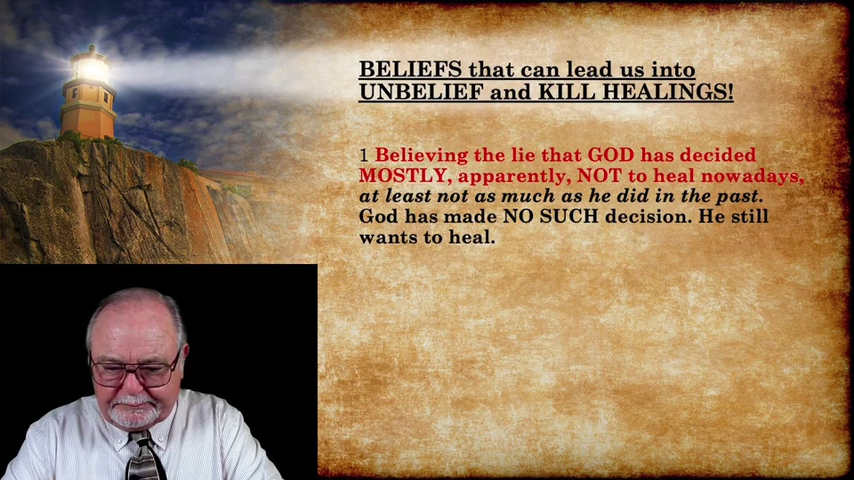 BELIEFS that can lead us into
UNBELIEF and KILL HEALINGS!
1 Believing the lie that GOD has decided
MOSTLY, apparently, NOT to heal nowadays,
at least not as much as he did in the past.
God has made NO SUCH decision. He still
wants to heal.